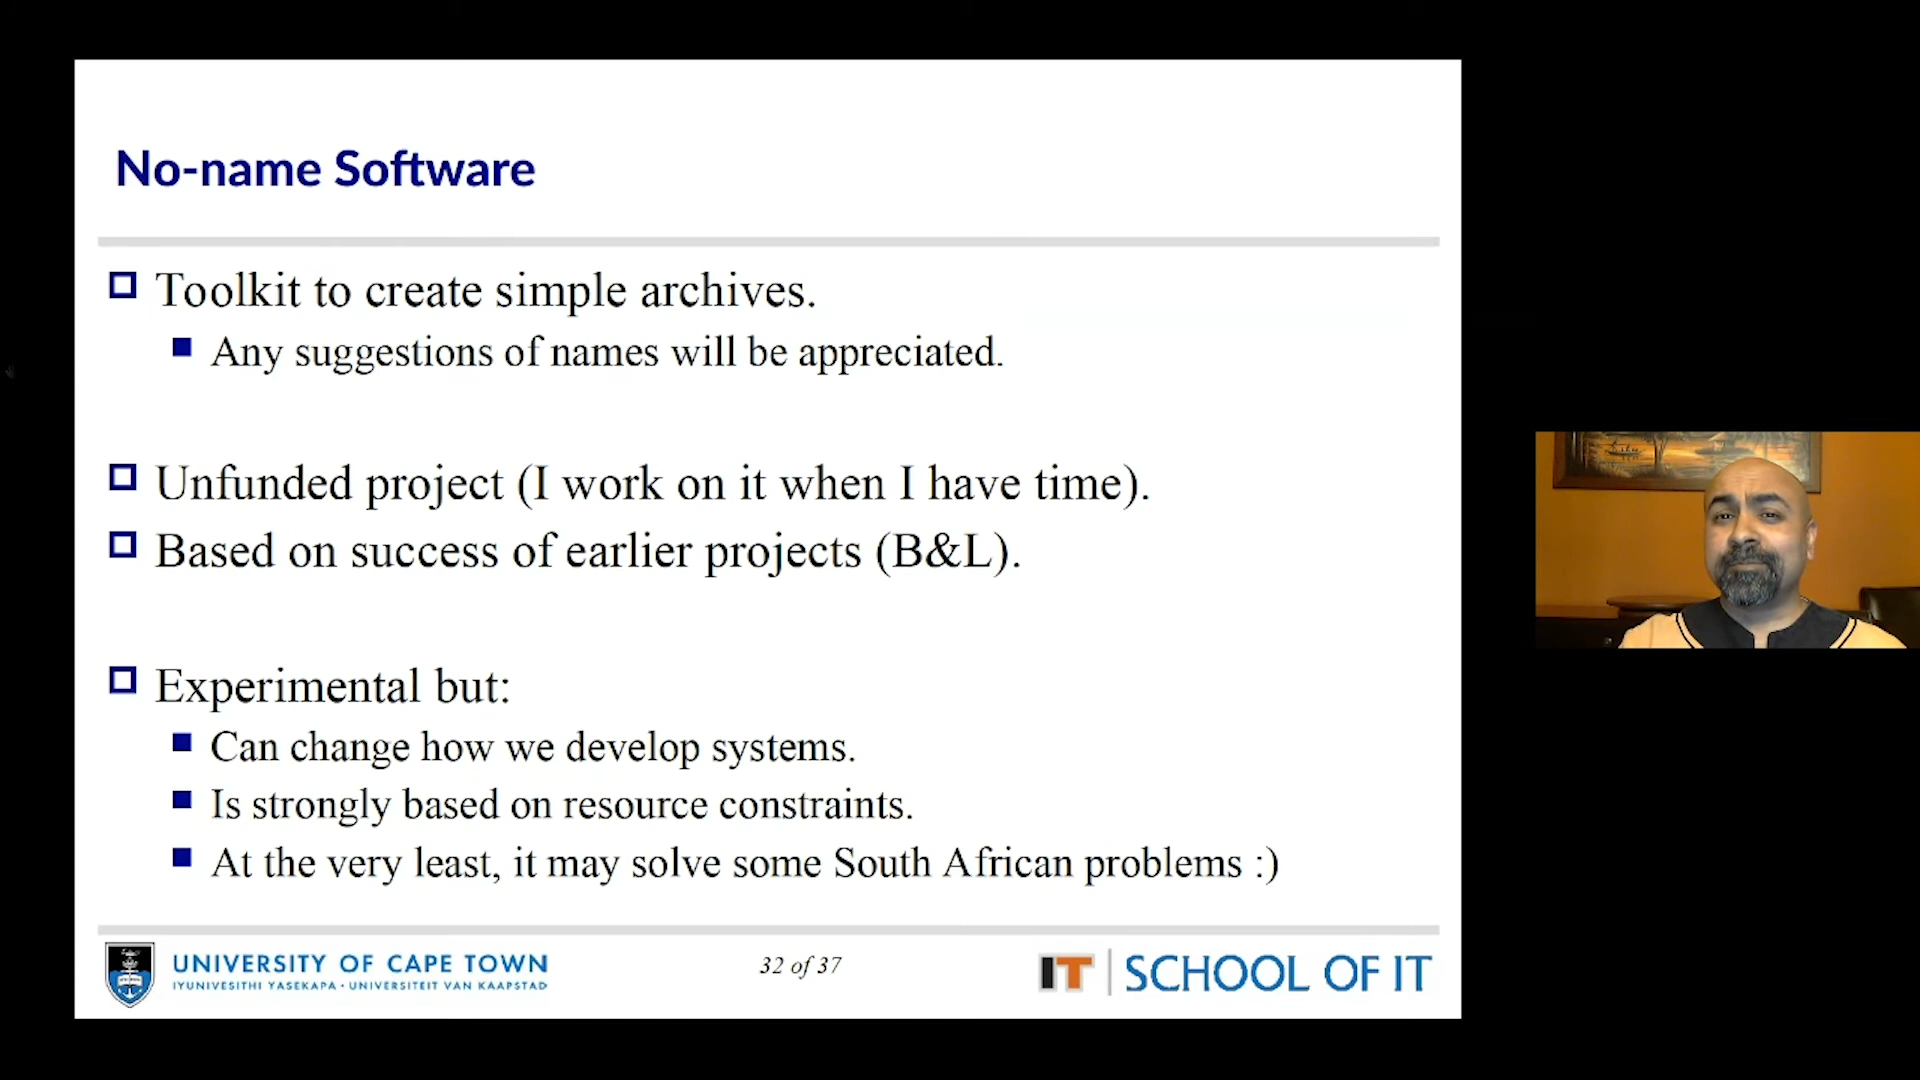 No-name Software
Toolkit to create simple archives.
Any suggestions of names will be appreciated.
Unfunded project (I work on it when I have time).
Based on success of earlier projects (B&L).
Experimental but:
Can change how we develop systems.
Is strongly based on resource constraints.
At the very least, it may solve some South African problems :)
UNIVERSITY OF CAPE TOWN
IYUNIVESITHI YASEKAPA · UNIVERSITEIT VAN KAAPSTAD
32 of 37
IT SCHOOL OF IT